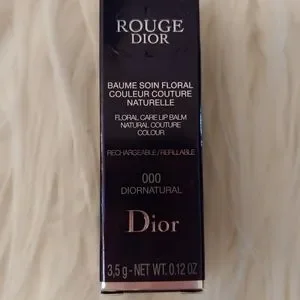 ROUGE
DIOR
BAUME SOIN FLORAL
COULEUR COUTURE
NATURELLE
FLORAL CARE LIP BALM
NATURAL COUTURE
COLOUR
RECHARGEABLE/REFILLABLE
000
DIORNATURAL
Dior
3,5 g - NET WT. 0.12 OZ